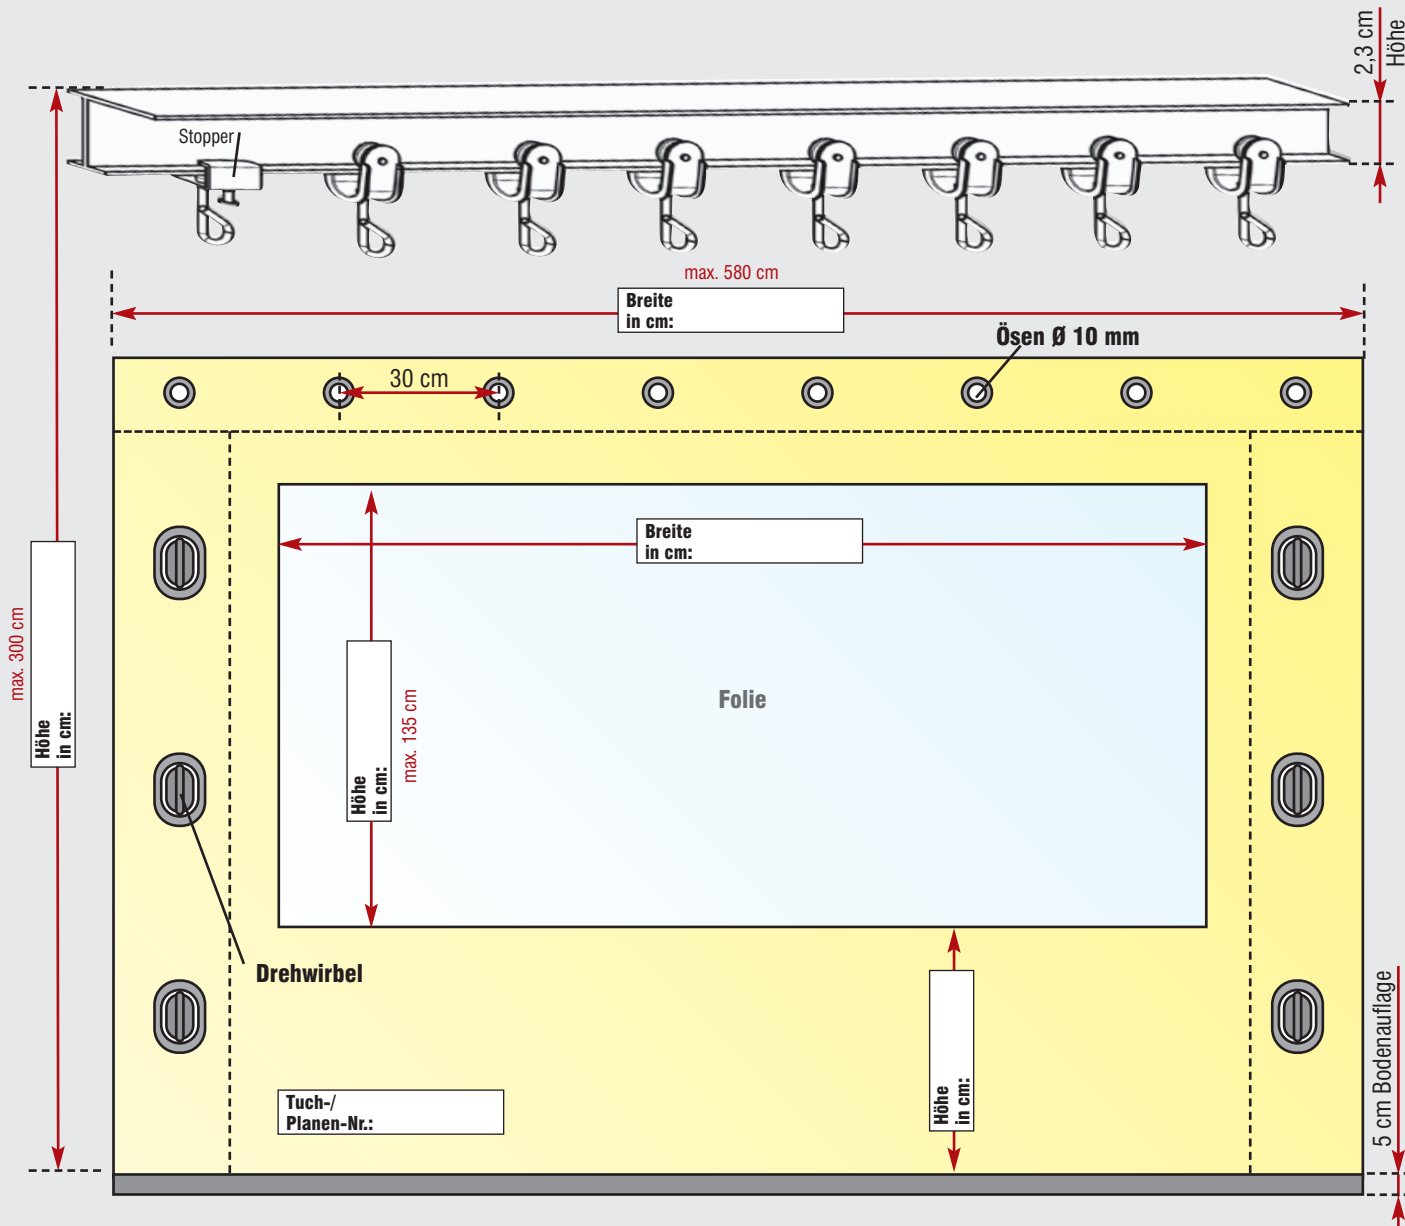 2,3 cm
Höhe
Stopper
max. 580 cm
Breite
in cm:
Ösen Ø 10 mm
30 cm
Breite
in cm:
max. 300 cm
Höhe
in cm:
Höhe
in cm:
max. 135 cm
Folie
Drehwirbel
Höhe
in cm:
5 cm Bodenauflage
Tuch-/
Planen-Nr.: